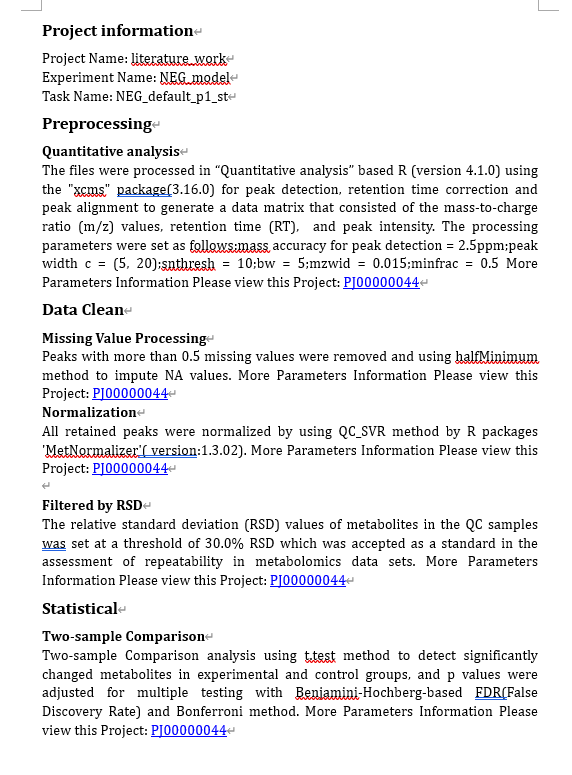 Project information
Project Name: literature_work
Experiment Name: NEG_model
Task Name: NEG_default_p1_st
Preprocessing
Quantitative analysis
The files were processed in “Quantitative analysis” based R (version 4.1.0) using
the "xcms" package(3.16.0) for peak detection, retention time correction and
peak alignment to generate a data matrix that consisted of the mass-to-charge
ratio (m/z) values, retention time (RT), and peak intensity. The processing
parameters were set as follows:mass accuracy for peak detection = 2.5ppm;peak
width c = (5, 20);snthresh = 10;bw = 5;mzwid = 0.015;minfrac = 0.5 More
Parameters Information Please view this Project: PJ00000044
Data Clean
Missing Value Processing
Peaks with more than 0.5 missing values were removed and using halfMinimum
method to impute NA values. More Parameters Information Please view this
Project: PJ00000044
Normalization
All retained peaks were normalized by using QC_SVR method by R packages
'MetNormalizer'( version:1.3.02). More Parameters Information Please view this
Project: PJ00000044
Filtered by RSD
The relative standard deviation (RSD) values of metabolites in the QC samples
was set at a threshold of 30.0% RSD which was accepted as a standard in the
assessment of repeatability in metabolomics data sets. More Parameters
Information Please view this Project: PJ00000044
Statistical
Two-sample Comparison
Two-sample Comparison analysis using t.test method to detect significantly
changed metabolites in experimental and control groups, and p values were
adjusted for multiple testing with Benjamini-Hochberg-based FDR(False
Discovery Rate) and Bonferroni method. More Parameters Information Please
view this Project: PJ00000044